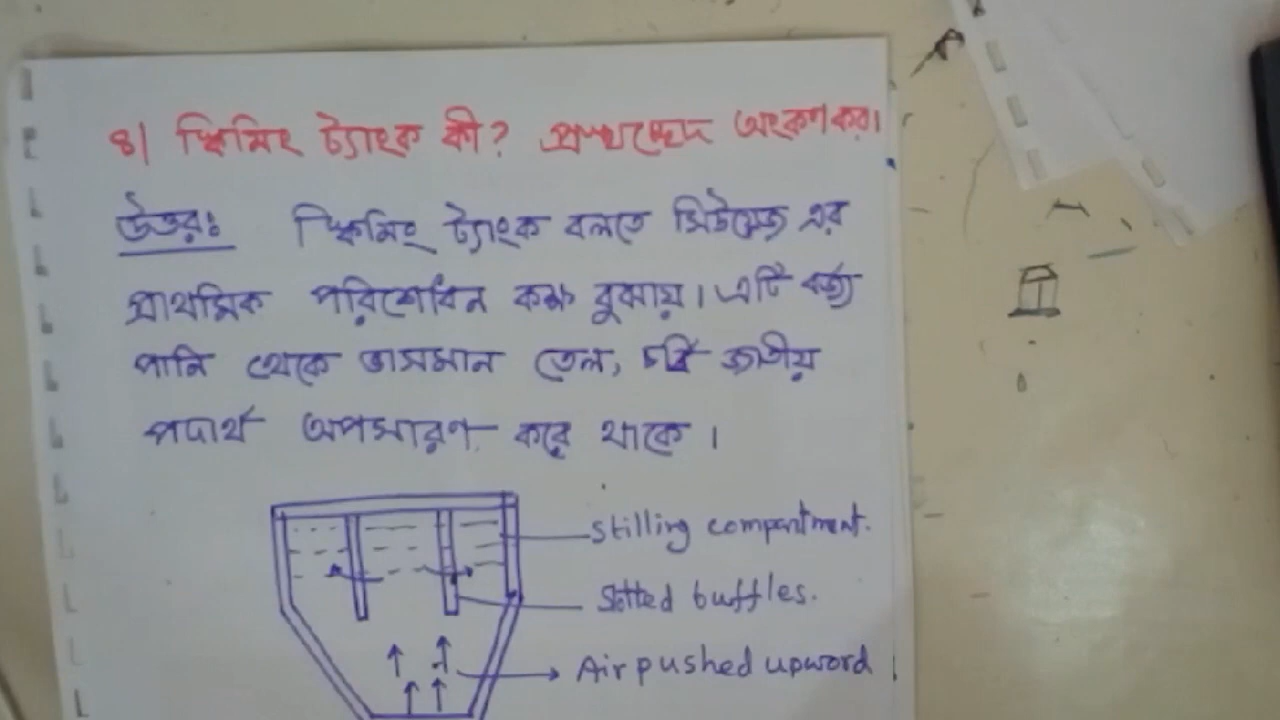 ৪। স্কিমিং ট্যাংক কী? প্রস্থচ্ছেদ অংকণ কর।
উত্তরঃ স্কিমিং ট্যাংক বলতে সিউয়েজ এর
প্রাথমিক পরিশোধন কক্ষ বুঝায়। এটি বর্জ্য
পানি থেকে ভাসমান তেল, চর্বি জাতীয়
পদার্থ অপসারণ করে থাকে।
Stilling compartment.
Slotted buffles.
Air pushed upword